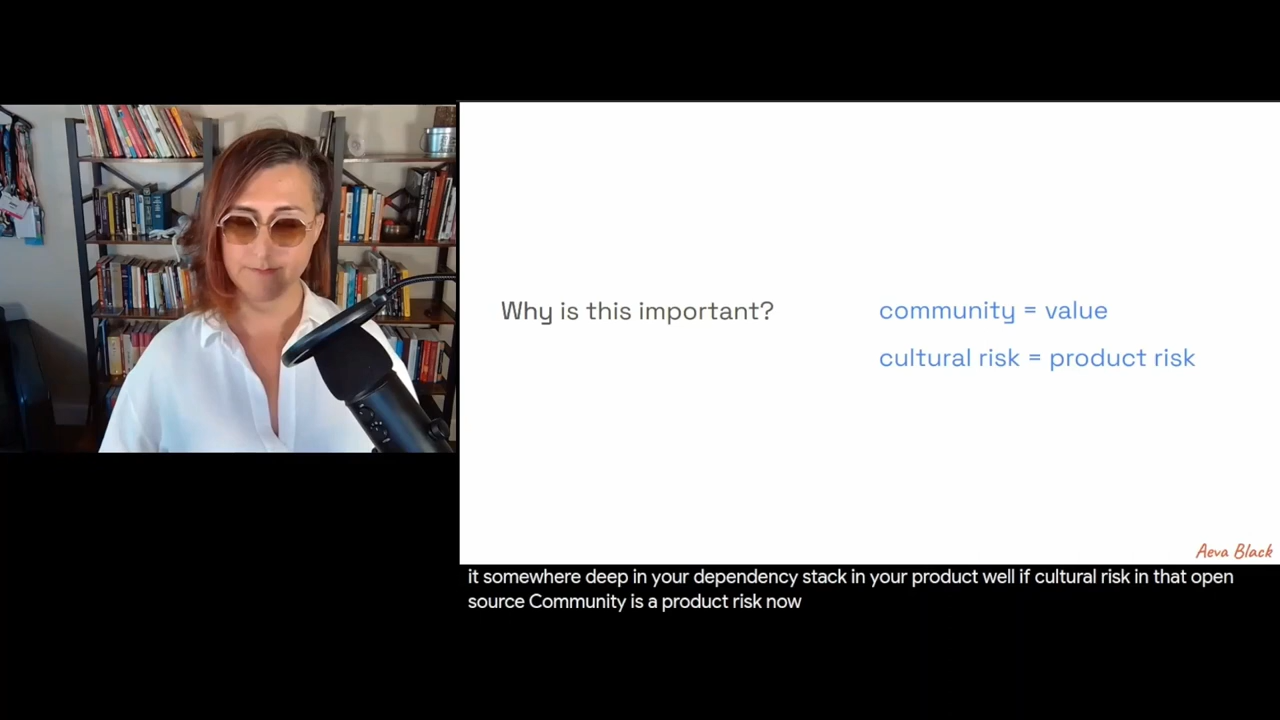 Why is this important?
community = value
cultural risk = product risk
Aeva Black
it somewhere deep in your dependency stack in your product well if cultural risk in that open
source Community is a product risk now